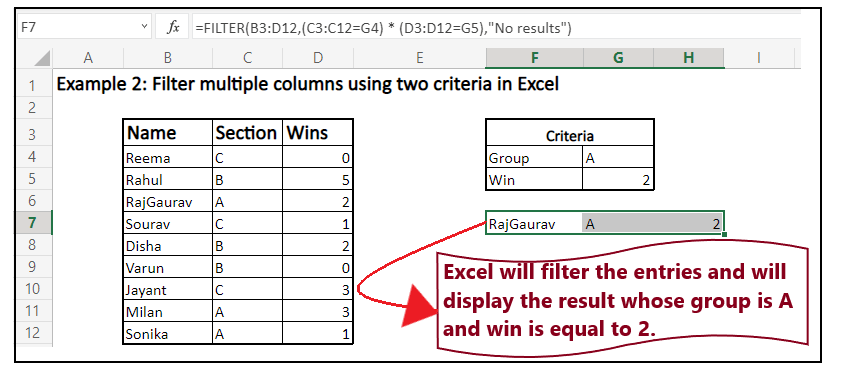 F7 fx =FILTER(B3:D12,(C3:C12=G4) * (D3:D12=G5),"No results")
A B C D E F G H I
1 Example 2: Filter multiple columns using two criteria in Excel
2
3 Name Section Wins Criteria
4 Reema C 0 Group A
5 Rahul B 5 Win 2
6 RajGaurav A 2
7 Sourav C 1 RajGaurav A 2
8 Disha B 2
9 Varun B 0
10 Jayant C 3
11 Milan A 3
12 Sonika A 1
Excel will filter the entries and will
display the result whose group is A
and win is equal to 2.